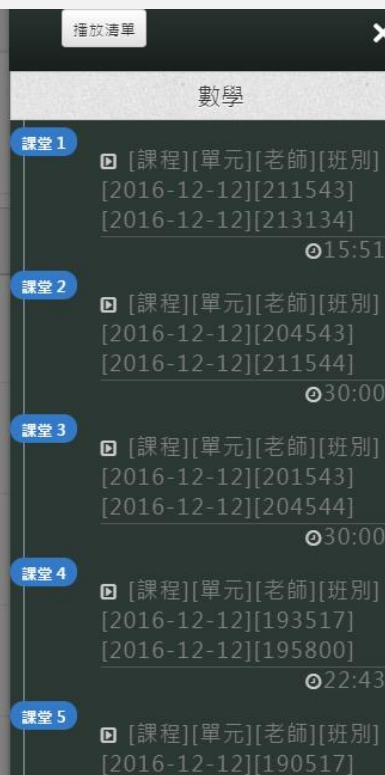 播放清單
數學
課堂 1
[課程][單元][老師][班別]
[2016-12-12][211543]
[2016-12-12][213134]
15:51
課堂 2
[課程][單元][老師][班別]
[2016-12-12][204543]
[2016-12-12][211544]
30:00
課堂 3
[課程][單元][老師][班別]
[2016-12-12][201543]
[2016-12-12][204544]
30:00
課堂 4
[課程][單元][老師][班別]
[2016-12-12][193517]
[2016-12-12][195800]
22:43
課堂 5
[課程][單元][老師][班別]
[2016-12-12][190517]